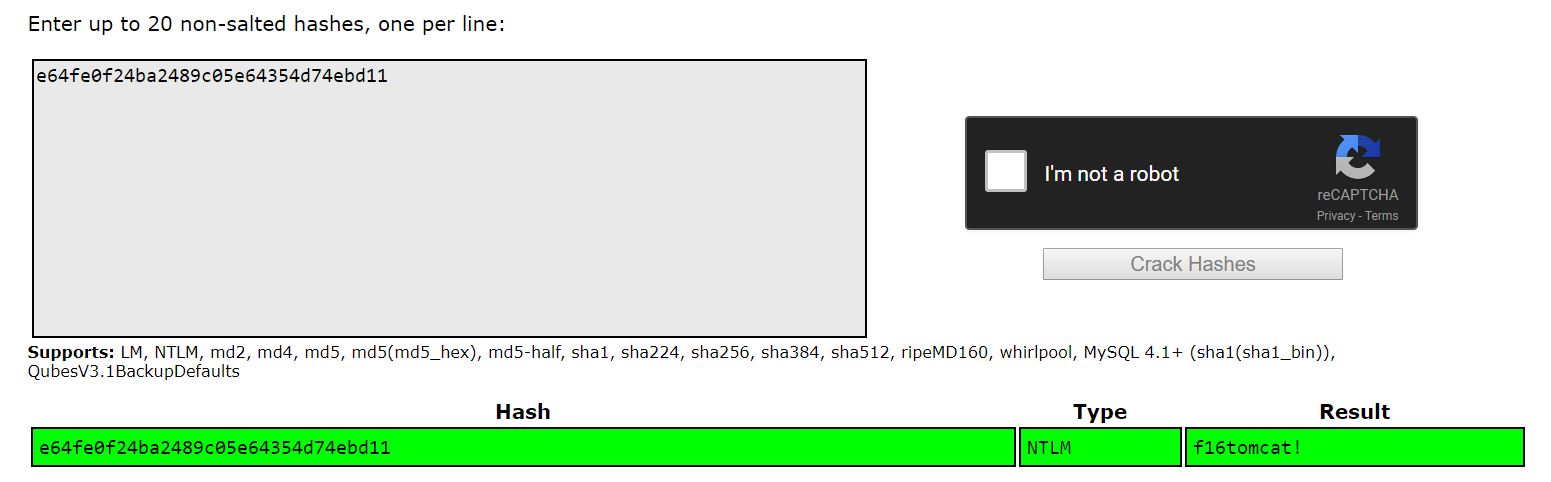 Enter up to 20 non-salted hashes, one per line:
e64fe0f24ba2489c05e64354d74ebd11
I'm not a robot
reCAPTCHA
Privacy - Terms
Crack Hashes
Supports: LM, NTLM, md2, md4, md5, md5(md5_hex), md5-half, sha1, sha224, sha256, sha384, sha512, ripeMD160, whirlpool, MySQL 4.1+ (sha1(sha1_bin)),
QubesV3.1BackupDefaults
Hash Type Result
e64fe0f24ba2489c05e64354d74ebd11 NTLM f16tomcat!